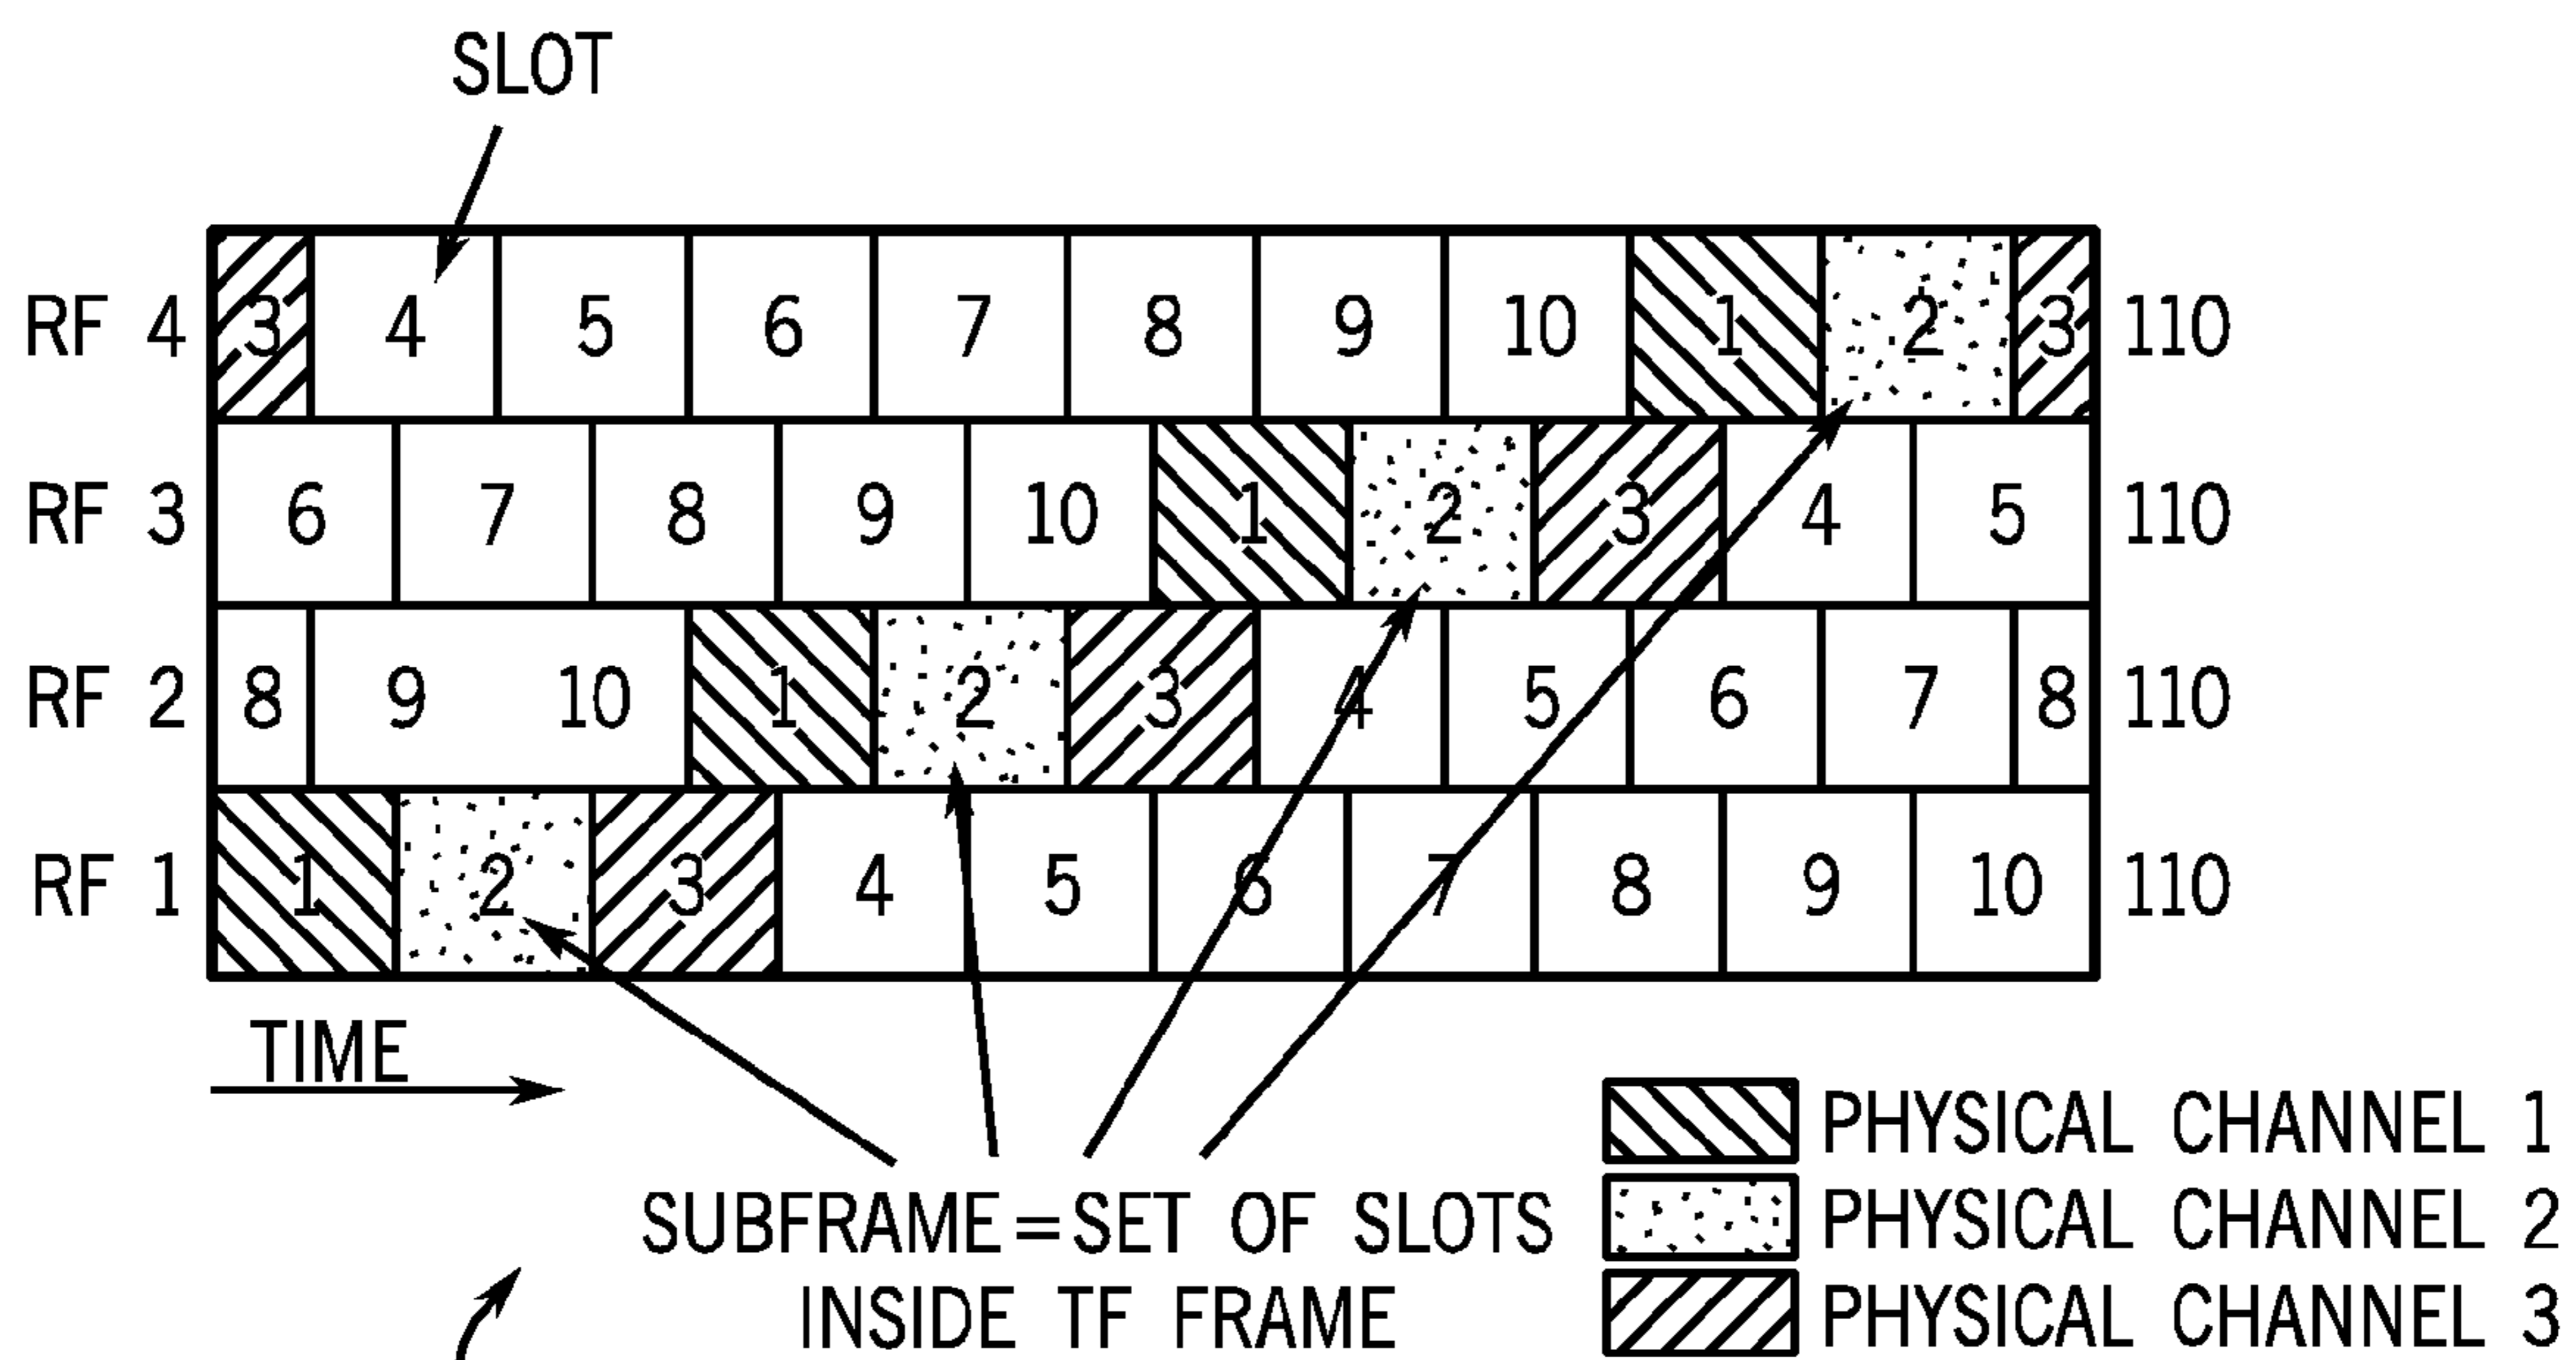 SLOT
RF 4 3 4 5 6 7 8 9 10 1 2 3 110
RF 3 6 7 8 9 10 1 2 3 4 5 110
RF 2 8 9 10 1 2 3 4 5 6 7 8 110
RF 1 1 2 3 4 5 6 7 8 9 10 110
TIME
SUBFRAME=SET OF SLOTS
INSIDE TF FRAME
PHYSICAL CHANNEL 1
PHYSICAL CHANNEL 2
PHYSICAL CHANNEL 3